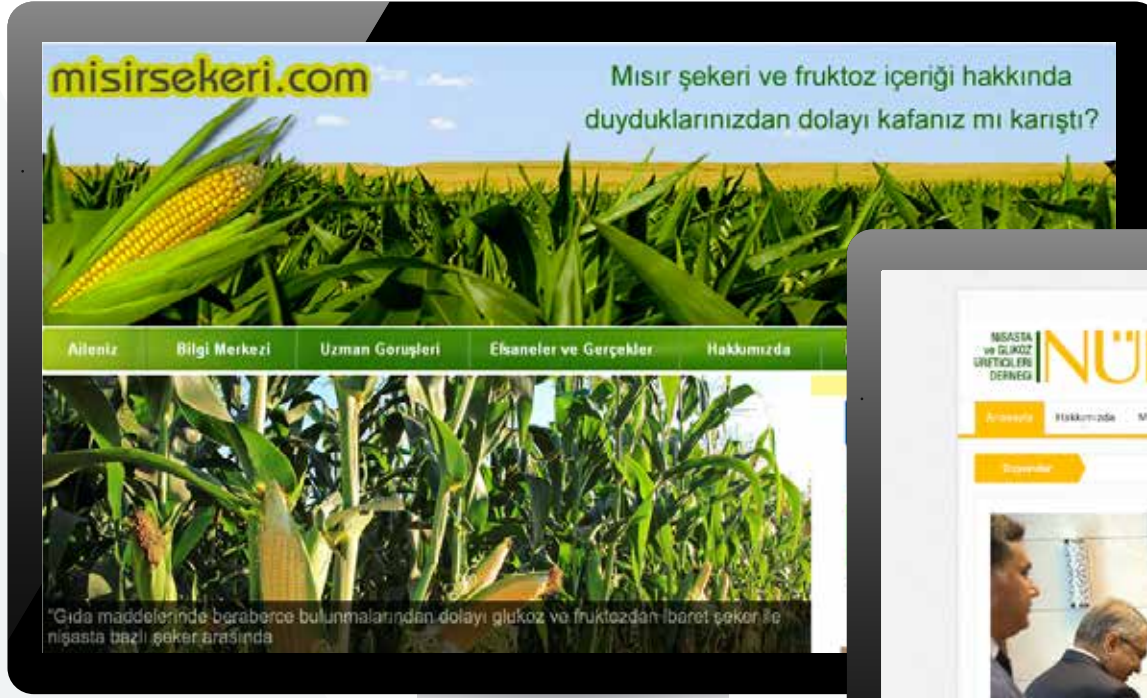 misirsekeri.com
Mısır şekeri ve fruktoz içeriği hakkında
duyduklarınızdan dolayı kafanız mı karıştı?
Aileniz Bilgi Merkezi Uzman Goruşleri Efsaneler ve Gerçekler Hakkımızda
"Gıda maddelerinde beraberce bulunmalarından dolayı glukoz ve fruktozdan ibaret şeker ile
nişasta bazlı şeker arasında
NİŞASTA
ve GLİKOZ
ÜRETİCİLERİ
DERNEĞİ
NÜ
Anasayfa Hakkımızda M